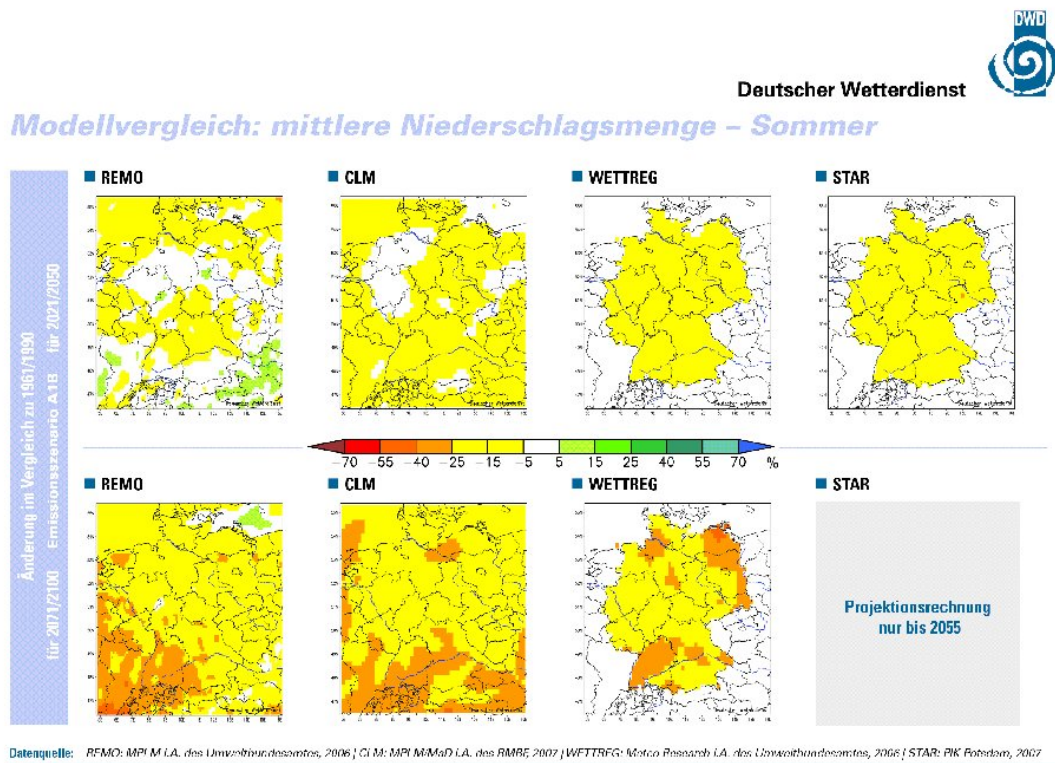 DWD
Deutscher Wetterdienst
Modellvergleich: mittlere Niederschlagsmenge – Sommer
Änderung im Vergleich zu 1961/1990
für 2071/2100 Emissionsszenario A1B für 2021/2050
REMO
CLM
WETTREG
STAR
-70 -55 -40 -25 -15 -5 5 15 25 40 55 70 %
REMO
CLM
WETTREG
STAR
Projektionsrechnung
nur bis 2055
Datenquelle: REMO: MPI M i.A. des Umweltbundesamtes, 2006 | CLM: MPI M/MaD i.A. des BMBF, 2007 | WETTREG: Meteo Research i.A. des Umweltbundesamtes, 2006 | STAR: PIK Potsdam, 2007